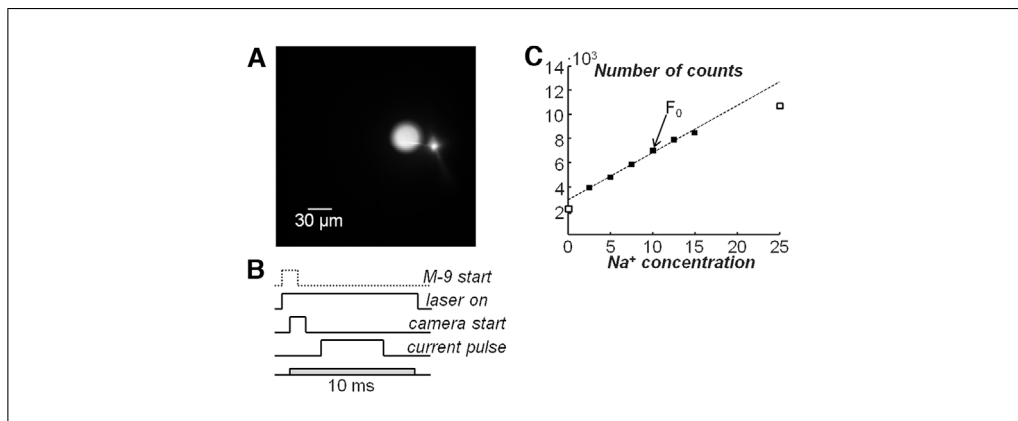 A
30 μm
B
M-9 start
laser on
camera start
current pulse
10 ms
C
·10³
Number of counts
F₀
14
12
10
8
6
4
2
0 5 10 15 20 25
Na⁺ concentration